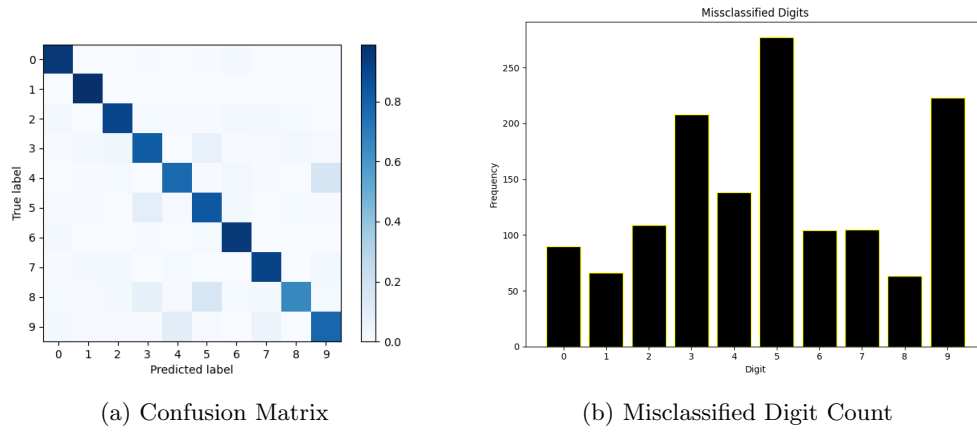 Missclassified Digits
0
1
2
3
4
5
6
7
8
9
True label
0 1 2 3 4 5 6 7 8 9
Predicted label
0.8
0.6
0.4
0.2
0.0
250
200
150
100
50
0
Frequency
0 1 2 3 4 5 6 7 8 9
Digit
(a) Confusion Matrix
(b) Misclassified Digit Count